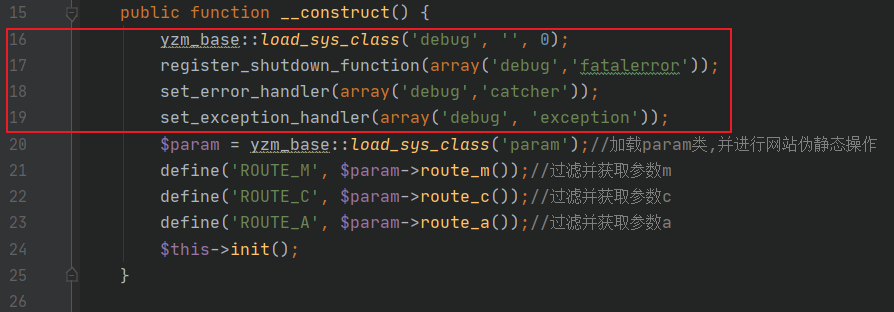 15 public function __construct() {
16 yzm_base::load_sys_class('debug', '', 0);
17 register_shutdown_function(array('debug','fatalerror'));
18 set_error_handler(array('debug','catcher'));
19 set_exception_handler(array('debug', 'exception'));
20 $param = yzm_base::load_sys_class('param');//加载param类,并进行网站伪静态操作
21 define('ROUTE_M', $param->route_m());//过滤并获取参数m
22 define('ROUTE_C', $param->route_c());//过滤并获取参数c
23 define('ROUTE_A', $param->route_a());//过滤并获取参数a
24 $this->init();
25 }
26